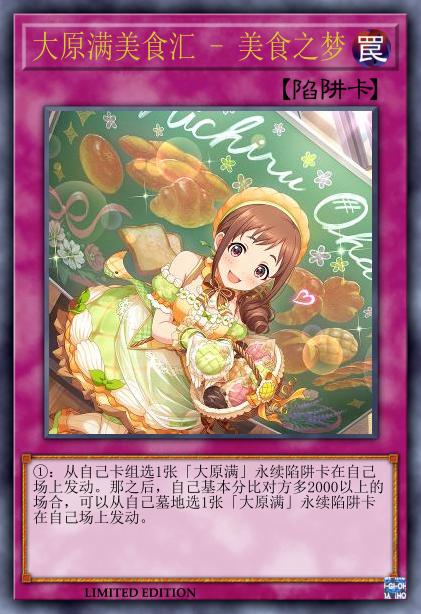 大原满美食汇 - 美食之梦
罠
【陷阱卡】
Michiru Oha
①：从自己卡组选1张「大原满」永续陷阱卡在自己
场上发动。那之后，自己基本分比对方多2000以上的
场合，可以从自己墓地选1张「大原满」永续陷阱卡
在自己场上发动。
LIMITED EDITION